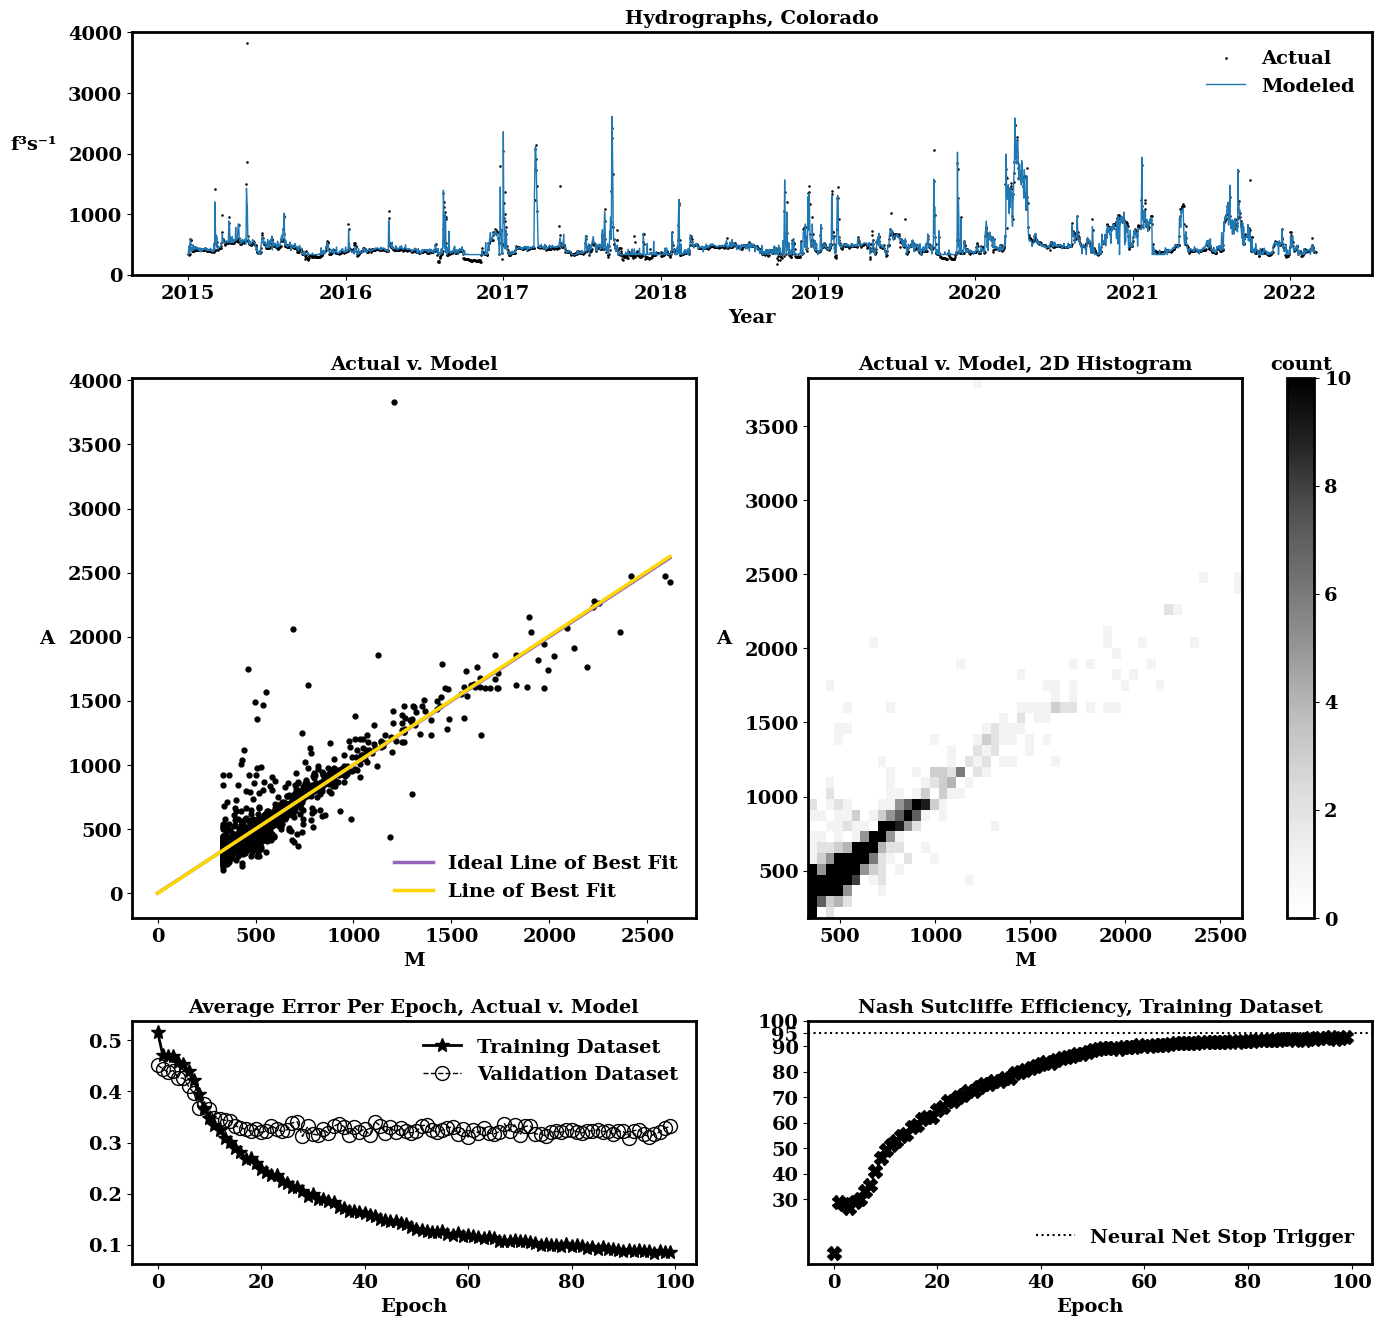 Hydrographs, Colorado
4000
3000
2000
1000
0
f³s⁻¹
Actual
Modeled
2015 2016 2017 2018 2019 2020 2021 2022
Year
Actual v. Model
4000
3500
3000
2500
2000
1500
1000
500
0
A
Ideal Line of Best Fit
Line of Best Fit
0 500 1000 1500 2000 2500
M
Actual v. Model, 2D Histogram
3500
3000
2500
2000
1500
1000
500
A
500 1000 1500 2000 2500
M
count
10
8
6
4
2
0
Average Error Per Epoch, Actual v. Model
0.5
0.4
0.3
0.2
0.1
Training Dataset
Validation Dataset
0 20 40 60 80 100
Epoch
Nash Sutcliffe Efficiency, Training Dataset
100
95
90
80
70
60
50
40
30
Neural Net Stop Trigger
0 20 40 60 80 100
Epoch